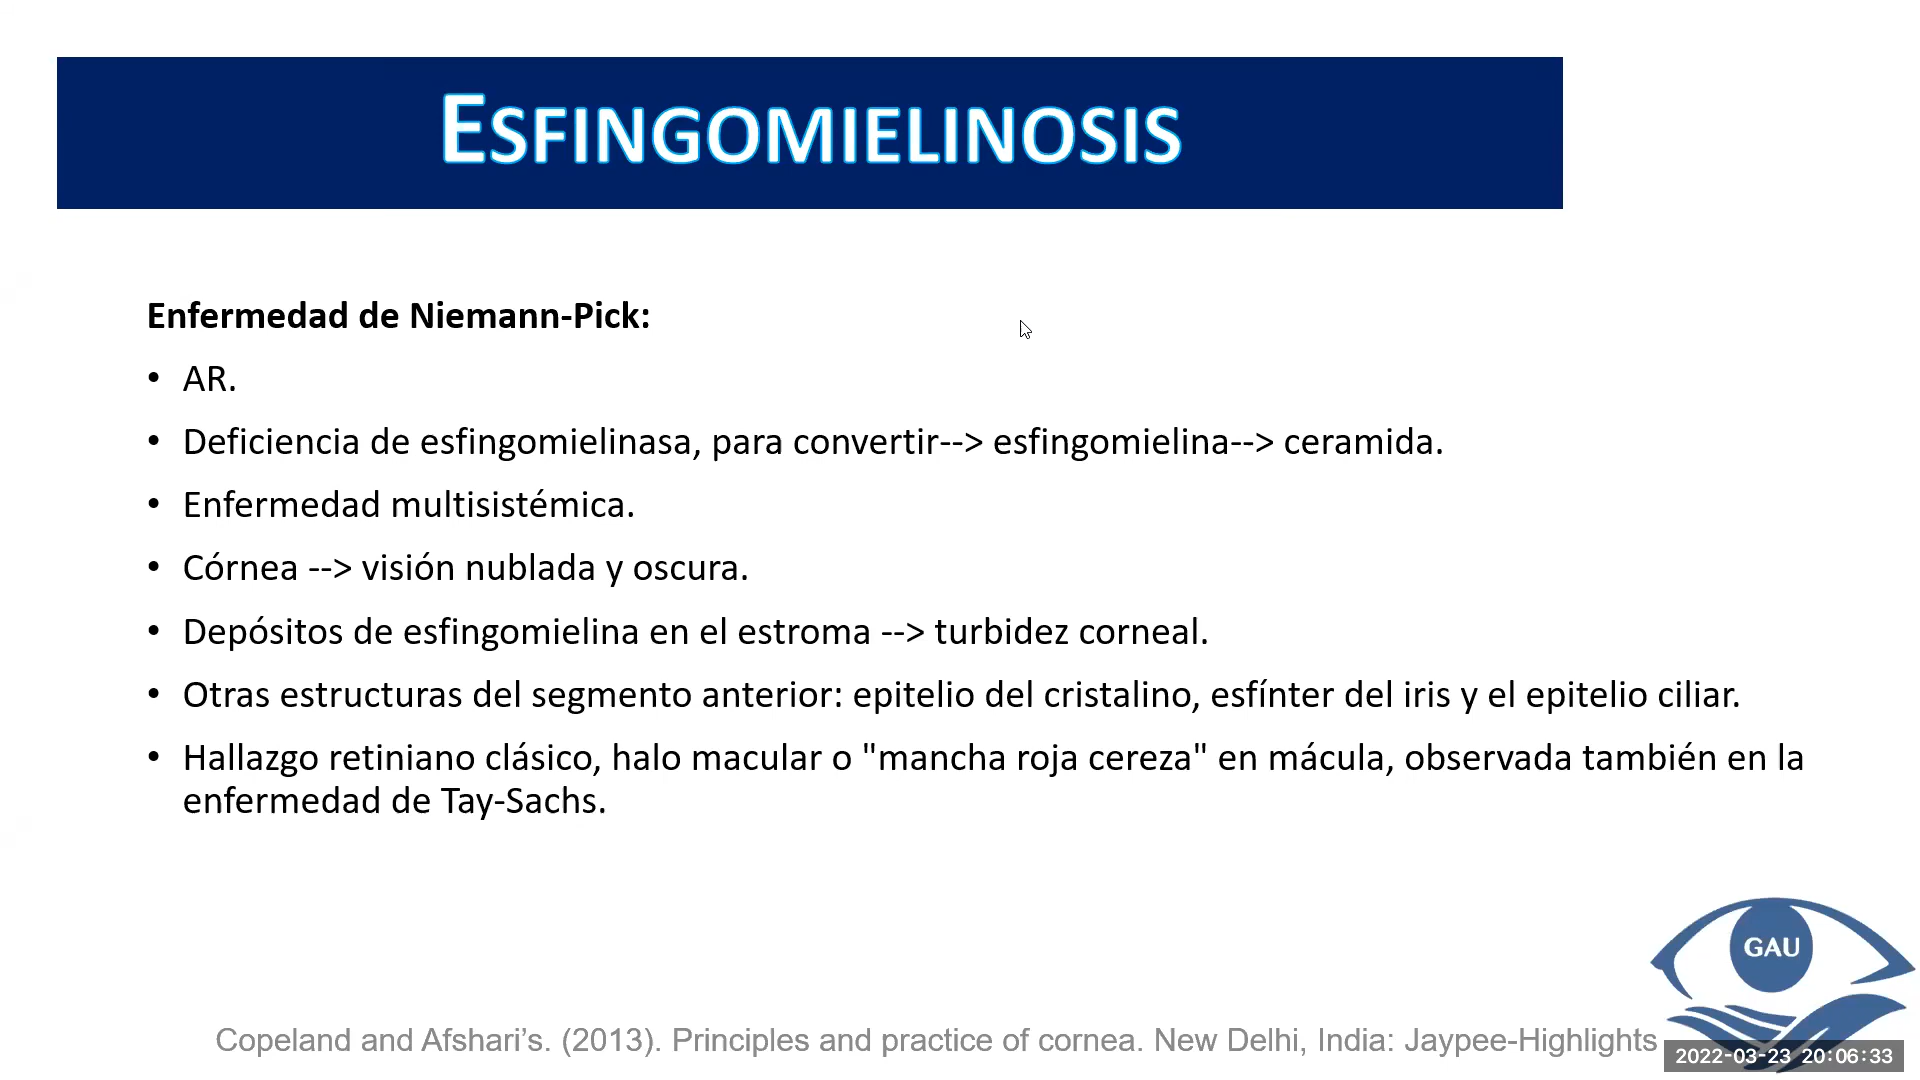 ESFINGOMIELINOSIS
Enfermedad de Niemann-Pick:
• AR.
• Deficiencia de esfingomielinasa, para convertir--> esfingomielina--> ceramida.
• Enfermedad multisistémica.
• Córnea --> visión nublada y oscura.
• Depósitos de esfingomielina en el estroma --> turbidez corneal.
• Otras estructuras del segmento anterior: epitelio del cristalino, esfínter del iris y el epitelio ciliar.
• Hallazgo retiniano clásico, halo macular o "mancha roja cereza" en mácula, observada también en la
enfermedad de Tay-Sachs.
GAU
Copeland and Afshari’s. (2013). Principles and practice of cornea. New Delhi, India: Jaypee-Highlights
2022-03-23 20:06:33